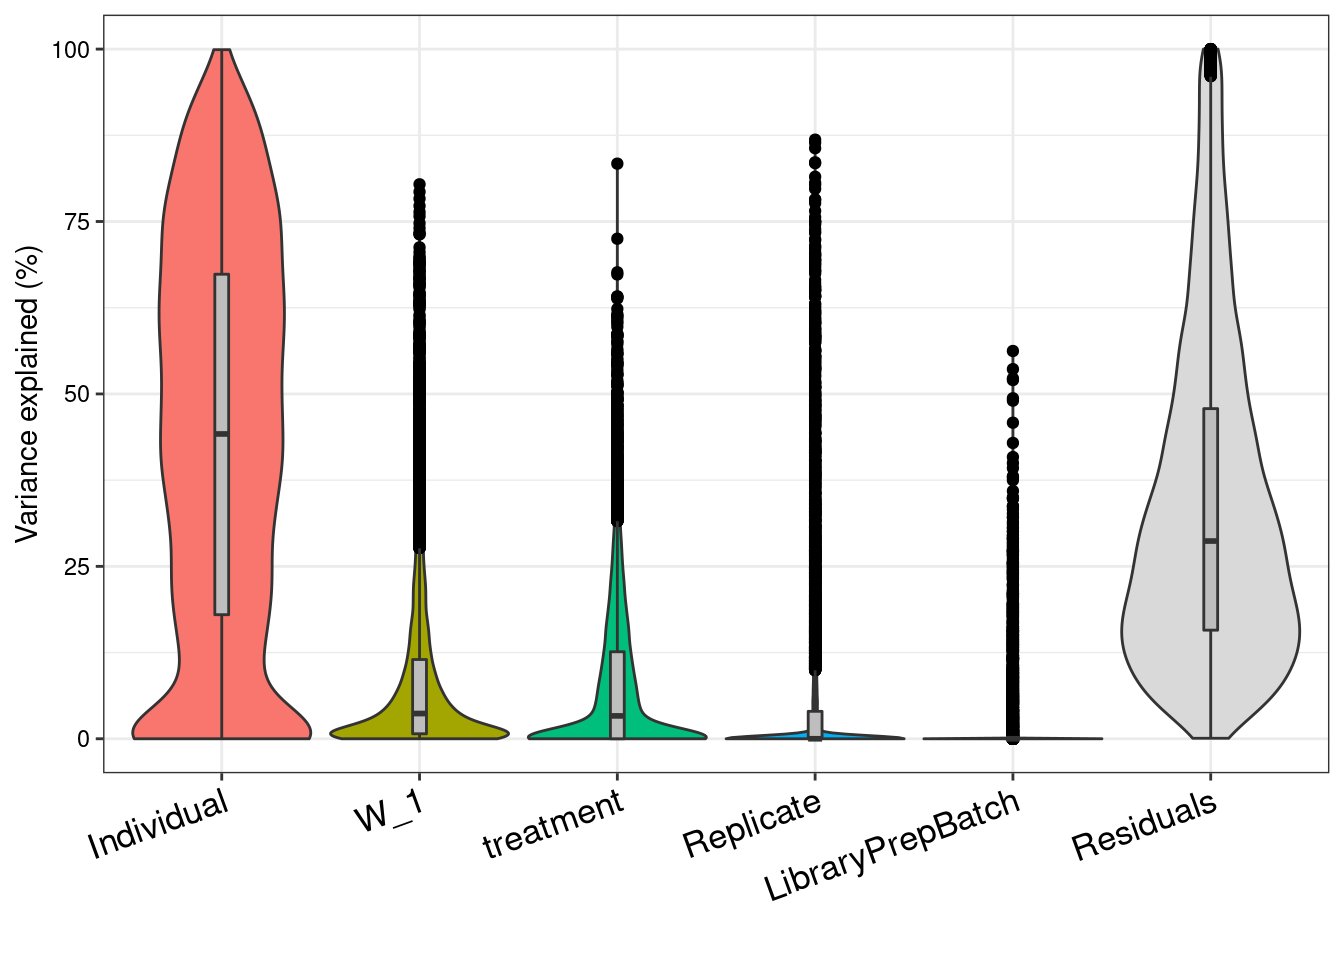 Variance explained (%)
100
75
50
25
0
Individual
W_1
treatment
Replicate
LibraryPrepBatch
Residuals